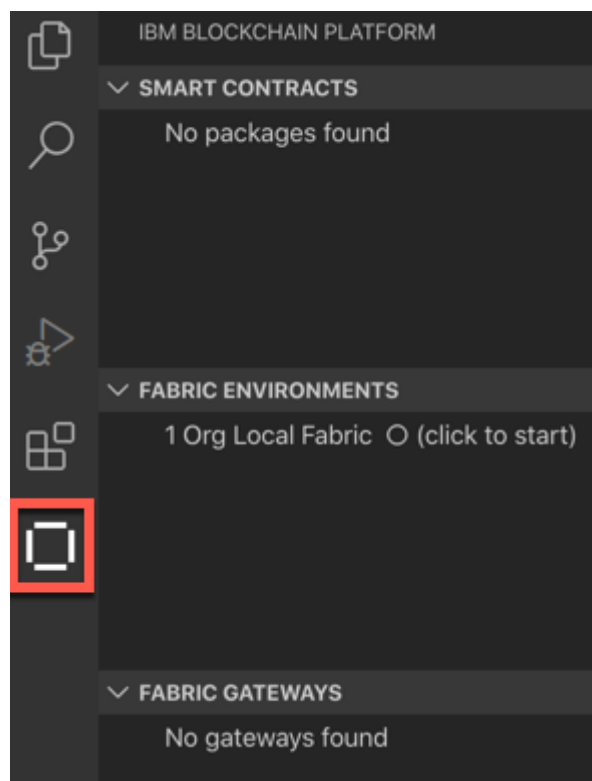 IBM BLOCKCHAIN PLATFORM
SMART CONTRACTS
No packages found
FABRIC ENVIRONMENTS
1 Org Local Fabric ○ (click to start)
FABRIC GATEWAYS
No gateways found